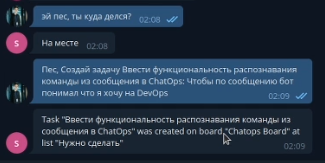 эй пес, ты куда делся?
02:08
S
На месте
02:08
Пес, Создай задачу Ввести
функциональность распознавания
команды из сообщения в ChatOps: Чтобы по сообщению бот
понимал что я хочу на DevOps
02:09
S
Task "Ввести функциональность распознавания команды из
сообщения в ChatOps" was created on board "Chatops Board" at
list "Нужно сделать"
02:09